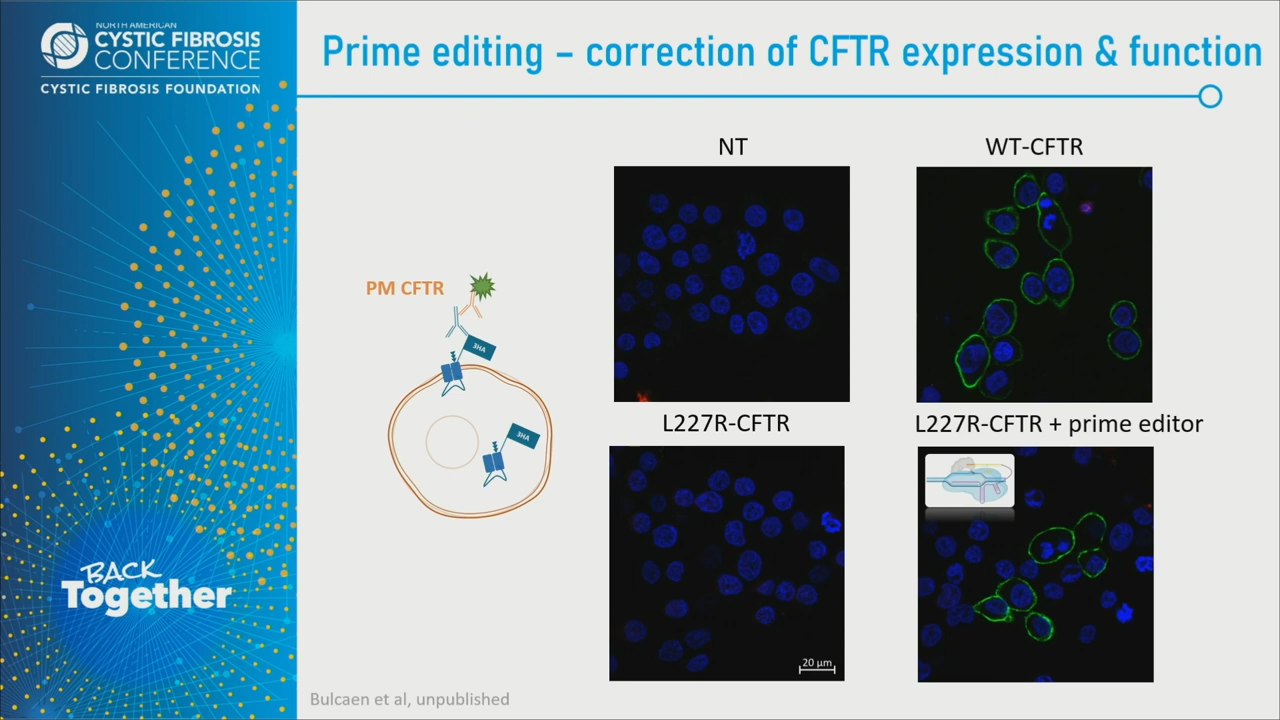 NORTH AMERICAN
CYSTIC FIBROSIS
CONFERENCE
CYSTIC FIBROSIS FOUNDATION
Prime editing – correction of CFTR expression & function
NT
WT-CFTR
PM CFTR
3HA
3HA
L227R-CFTR
L227R-CFTR + prime editor
20 µm
BACK
Together
Bulcaen et al, unpublished